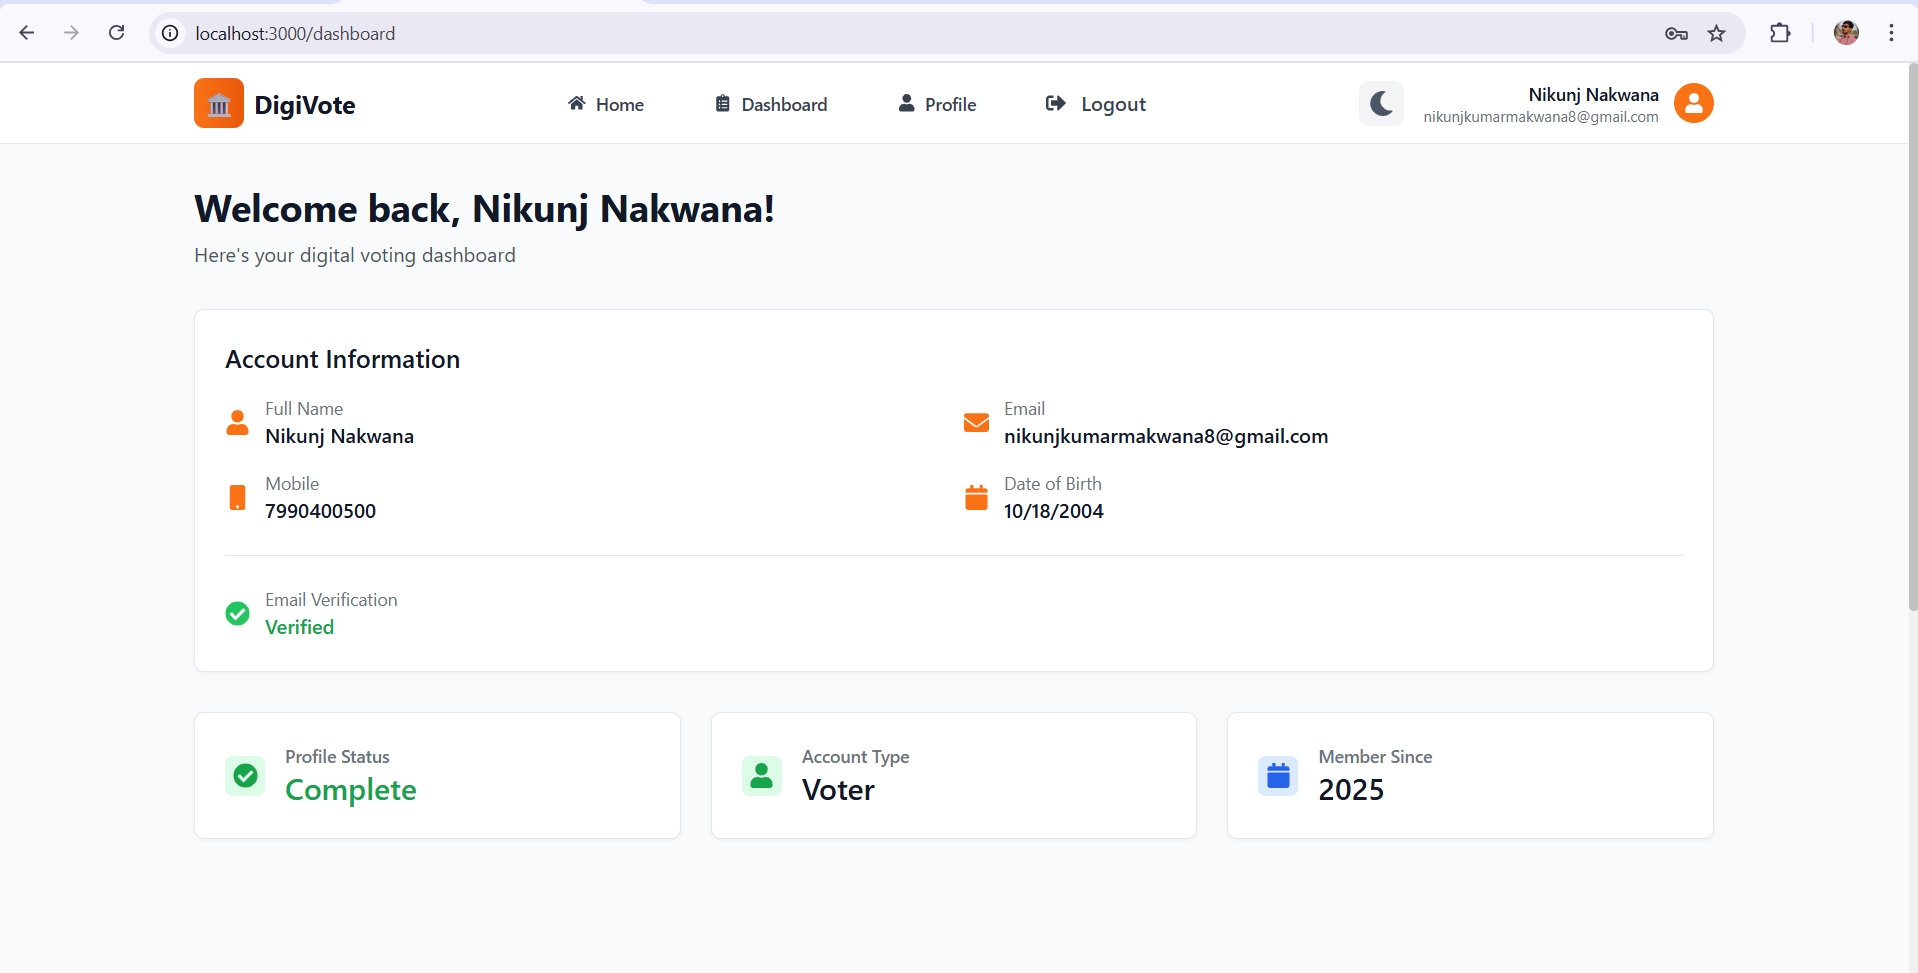 localhost:3000/dashboard
DigiVote
Home
Dashboard
Profile
Logout
Nikunj Nakwana
nikunjkumarmakwana8@gmail.com
Welcome back, Nikunj Nakwana!
Here's your digital voting dashboard
Account Information
Full Name
Nikunj Nakwana
Email
nikunjkumarmakwana8@gmail.com
Mobile
7990400500
Date of Birth
10/18/2004
Email Verification
Verified
Profile Status
Complete
Account Type
Voter
Member Since
2025